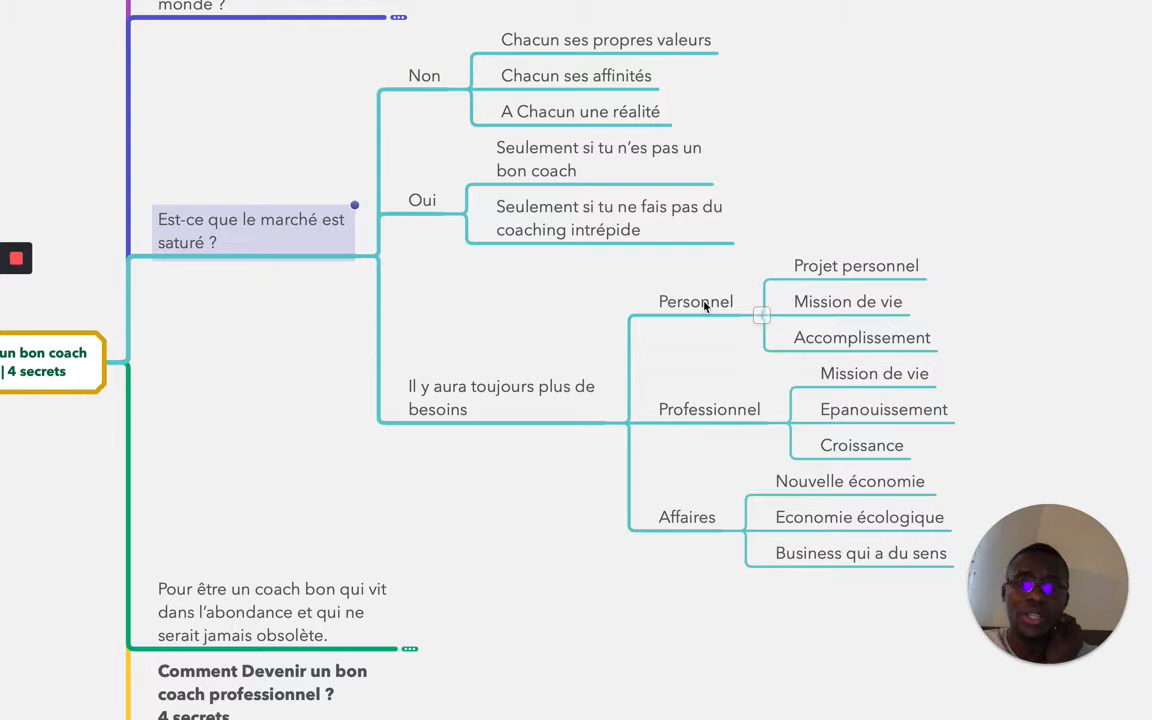 monde ?
Chacun ses propres valeurs
Non
Chacun ses affinités
A Chacun une réalité
Seulement si tu n'es pas un
bon coach
Oui
Seulement si tu ne fais pas du
coaching intrépide
Est-ce que le marché est
saturé ?
Projet personnel
Personnel
Mission de vie
Accomplissement
un bon coach
| 4 secrets
Il y aura toujours plus de
besoins
Mission de vie
Professionnel
Epanouissement
Croissance
Nouvelle économie
Affaires
Economie écologique
Business qui a du sens
Pour être un coach bon qui vit
dans l'abondance et qui ne
serait jamais obsolète.
Comment Devenir un bon
coach professionnel ?
4 secrets